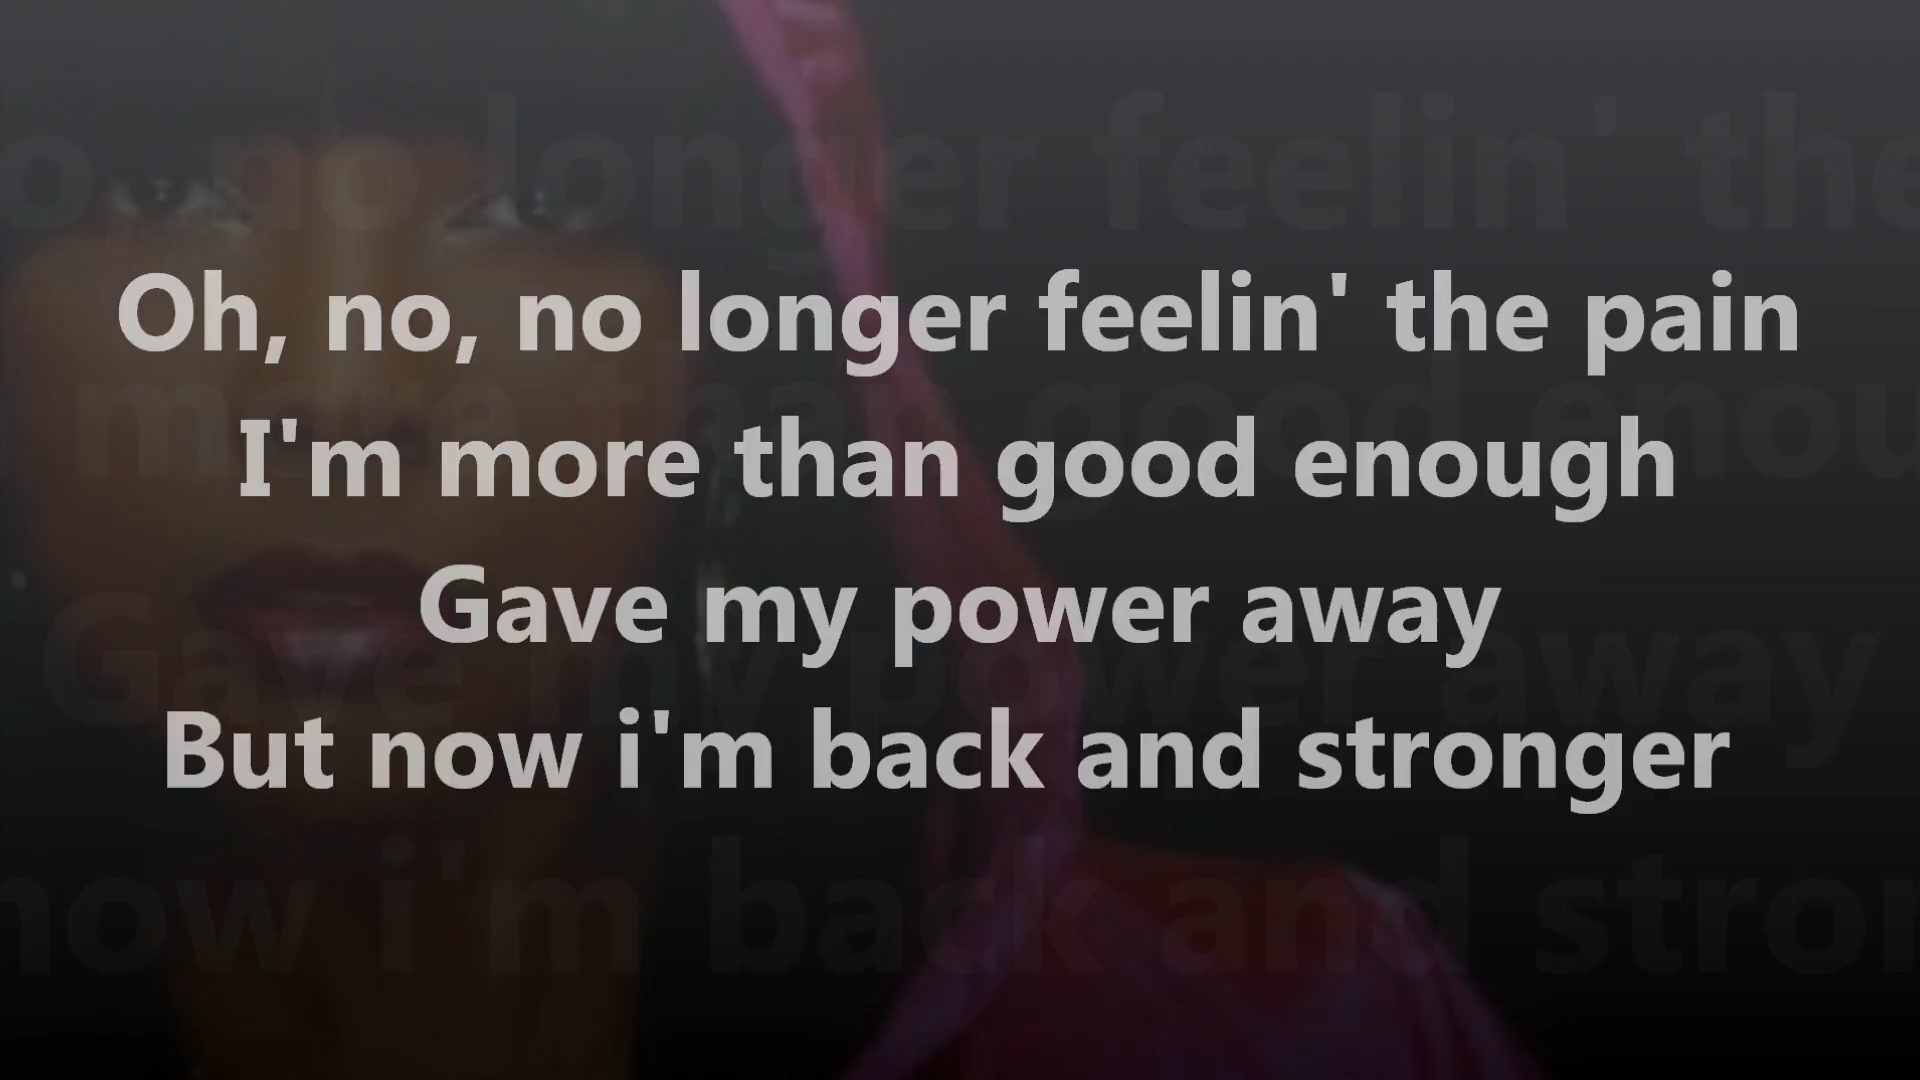 Oh, no, no longer feelin' the pain
I'm more than good enough
Gave my power away
But now i'm back and stronger